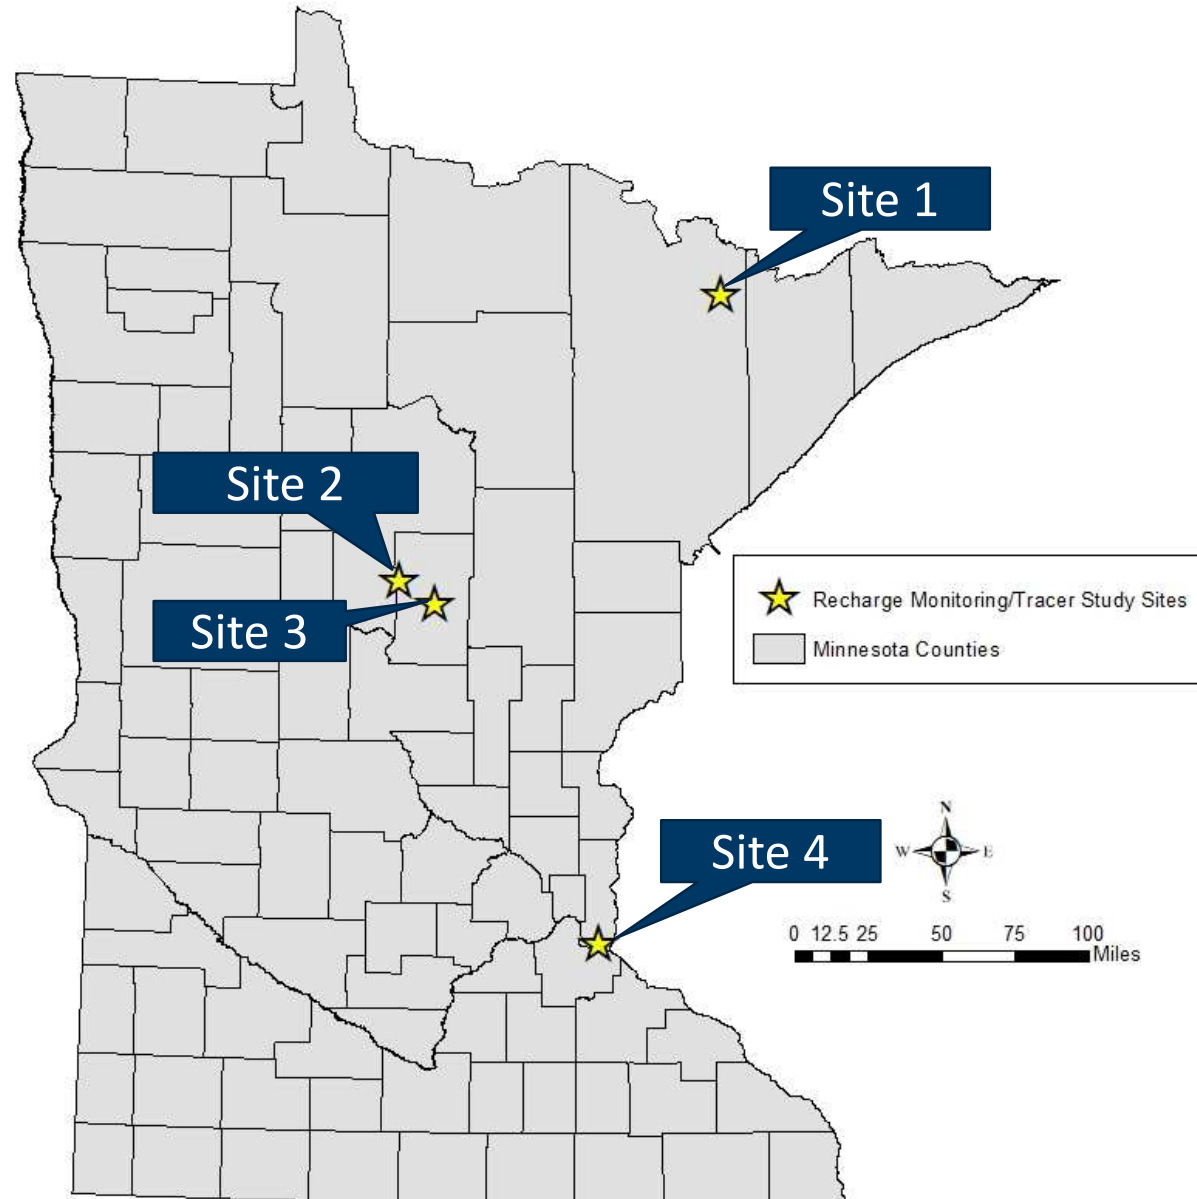 Site 1
Site 2
Site 3
Recharge Monitoring/Tracer Study Sites
Minnesota Counties
Site 4
N
W E
S
0 12.5 25 50 75 100
Miles